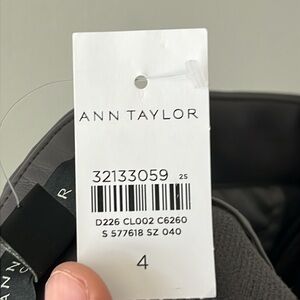 ANN TAYLOR
32133059 25
D226 CL002 C6260
S 577618 SZ 040
4